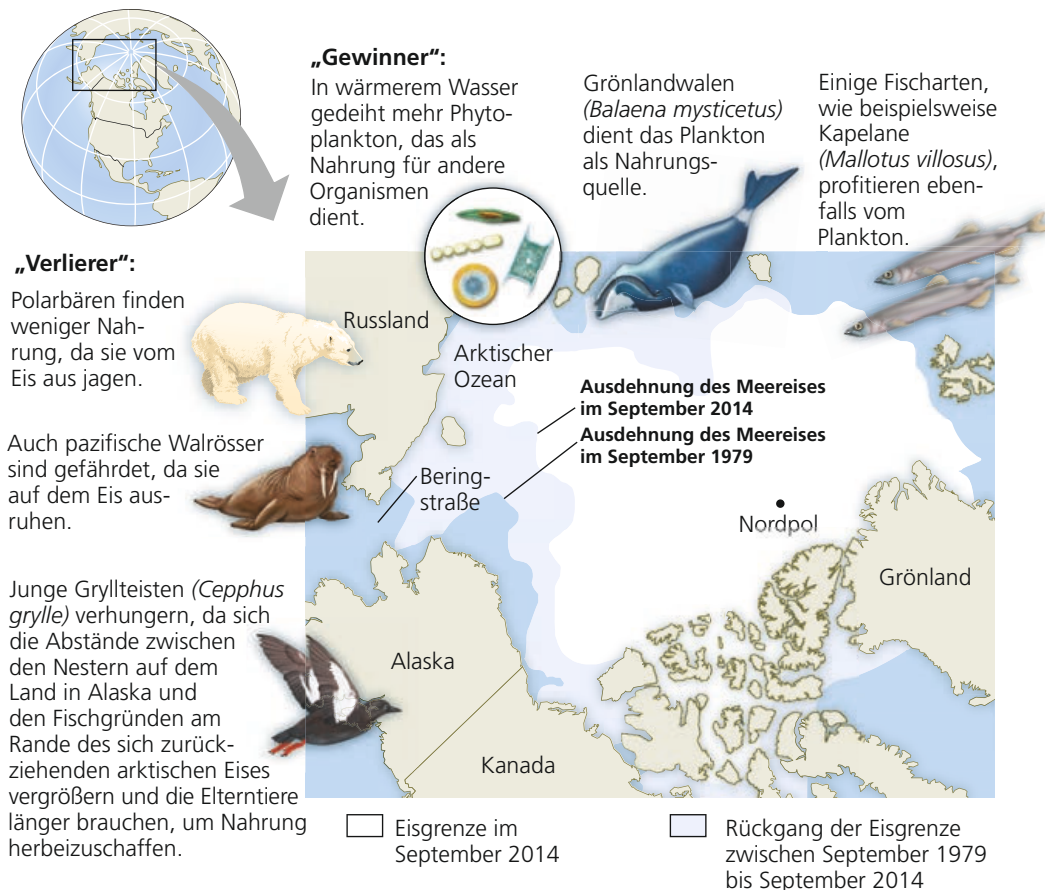 „Gewinner“:
In wärmerem Wasser
gedeiht mehr Phyto-
plankton, das als
Nahrung für andere
Organismen
dient.
Grönlandwalen
(Balaena mysticetus)
dient das Plankton
als Nahrungs-
quelle.
Einige Fischarten,
wie beispielsweise
Kapelane
(Mallotus villosus),
profitieren eben-
falls vom
Plankton.
„Verlierer“:
Polarbären finden
weniger Nah-
rung, da sie vom
Eis aus jagen.
Auch pazifische Walrösser
sind gefährdet, da sie
auf dem Eis aus-
ruhen.
Junge Gryllteisten (Cepphus
grylle) verhungern, da sich
die Abstände zwischen
den Nestern auf dem
Land in Alaska und
den Fischgründen am
Rande des sich zurück-
ziehenden arktischen Eises
vergrößern und die Elterntiere
länger brauchen, um Nahrung
herbeizuschaffen.
Russland
Arktischer
Ozean
Ausdehnung des Meereises
im September 2014
Ausdehnung des Meereises
im September 1979
Bering-
straße
Nordpol
Grönland
Alaska
Kanada
Eisgrenze im
September 2014
Rückgang der Eisgrenze
zwischen September 1979
bis September 2014